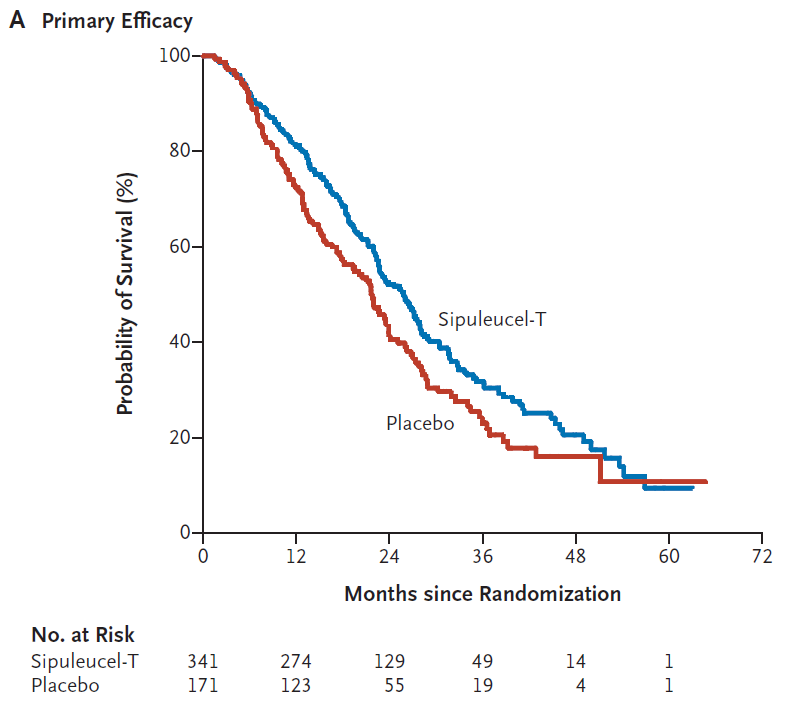 A Primary Efficacy
100
80
60
40
20
0
Probability of Survival (%)
Sipuleucel-T
Placebo
0 12 24 36 48 60 72
Months since Randomization
No. at Risk
Sipuleucel-T 341 274 129 49 14 1
Placebo 171 123 55 19 4 1